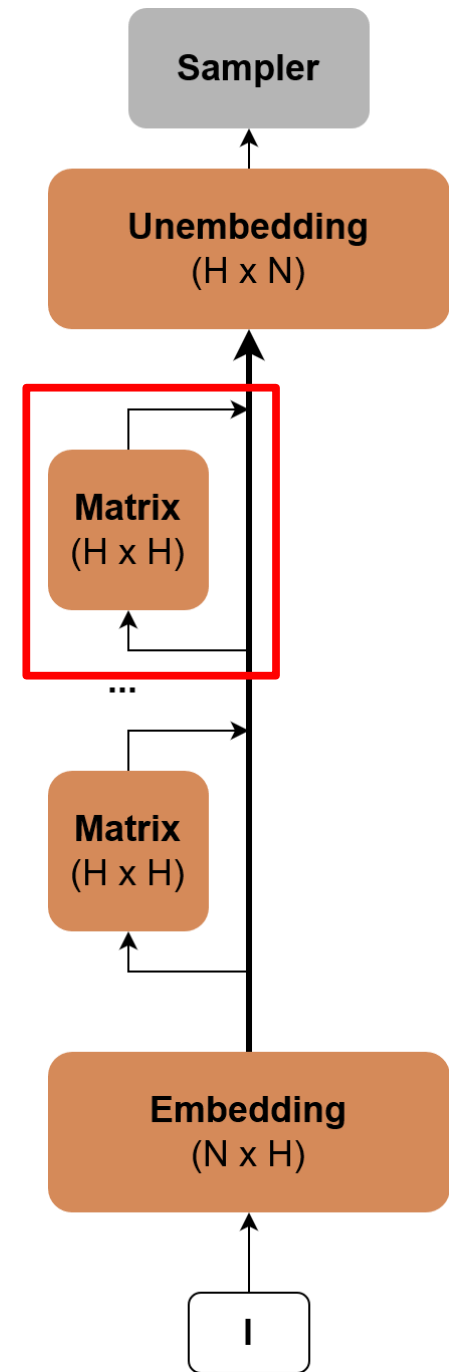 Sampler
Unembedding
(H x N)
Matrix
(H x H)
...
Matrix
(H x H)
Embedding
(N x H)
I